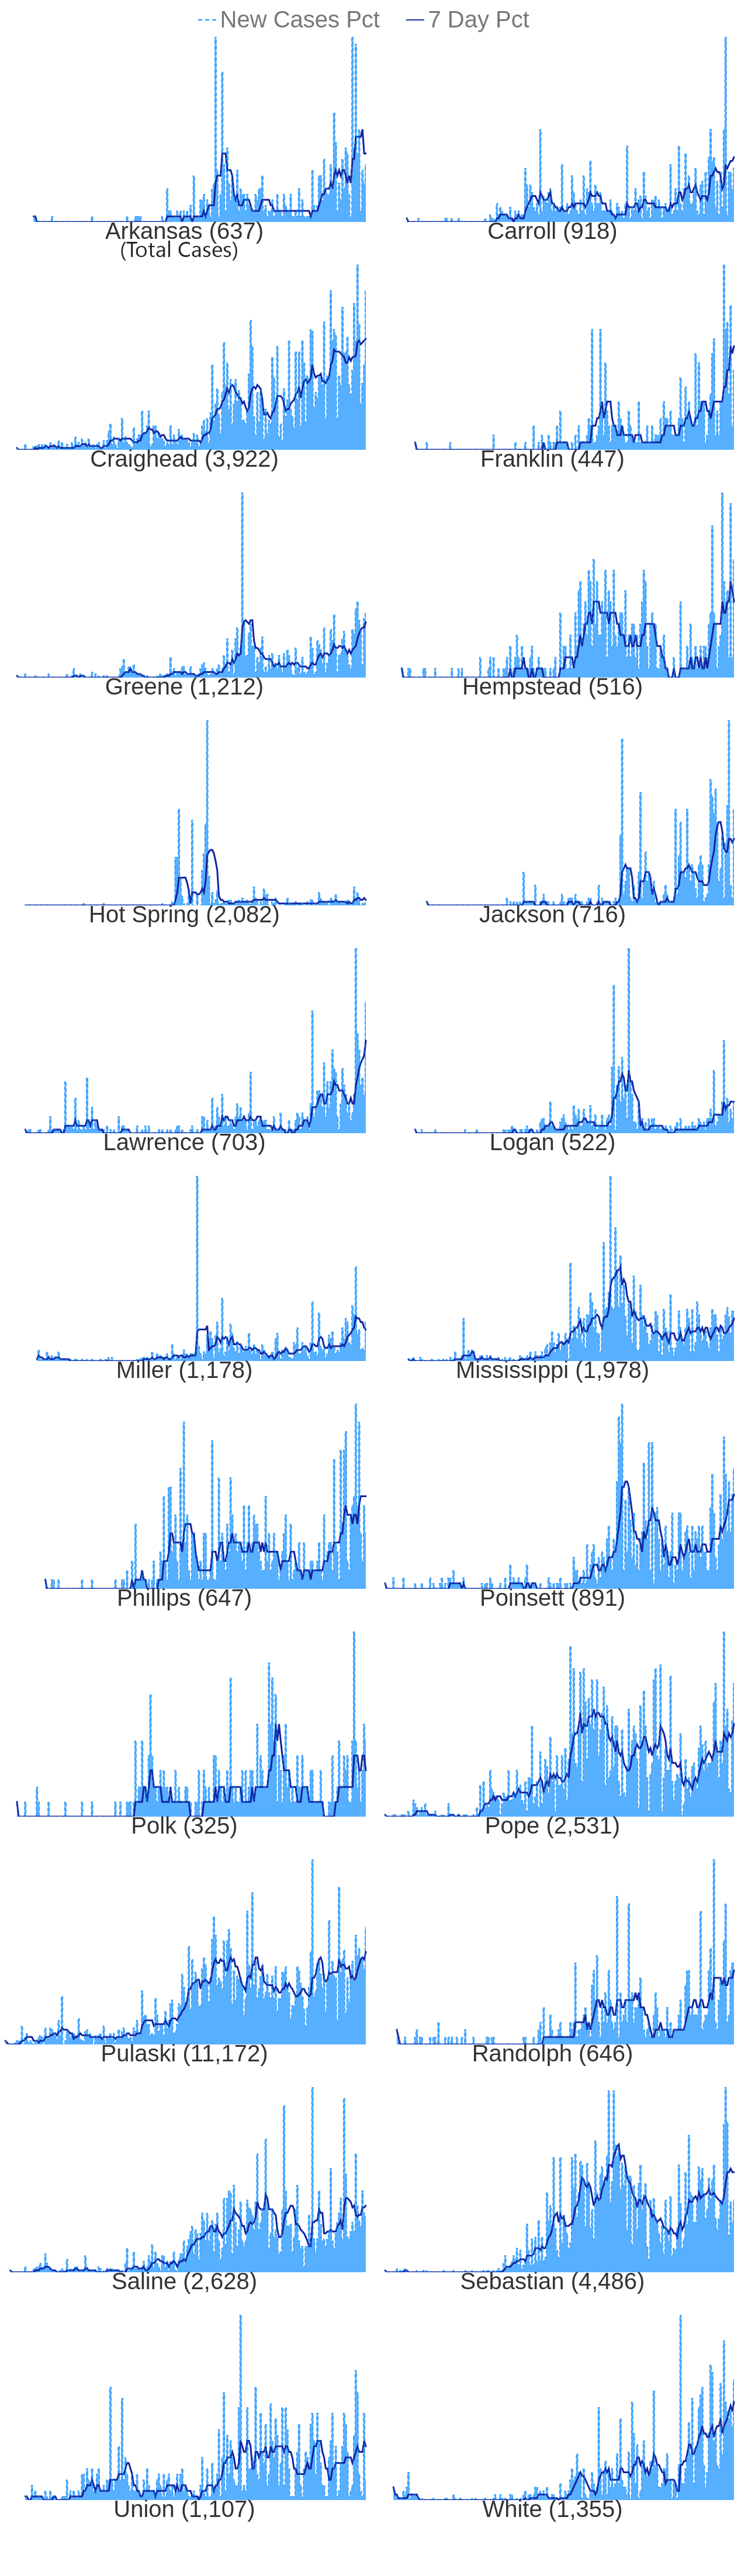 New Cases Pct 7 Day Pct
Arkansas (637) Carroll (918)
(Total Cases)
Craighead (3,922) Franklin (447)
Greene (1,212) Hempstead (516)
Hot Spring (2,082) Jackson (716)
Lawrence (703) Logan (522)
Miller (1,178) Mississippi (1,978)
Phillips (647) Poinsett (891)
Polk (325) Pope (2,531)
Pulaski (11,172) Randolph (646)
Saline (2,628) Sebastian (4,486)
Union (1,107) White (1,355)